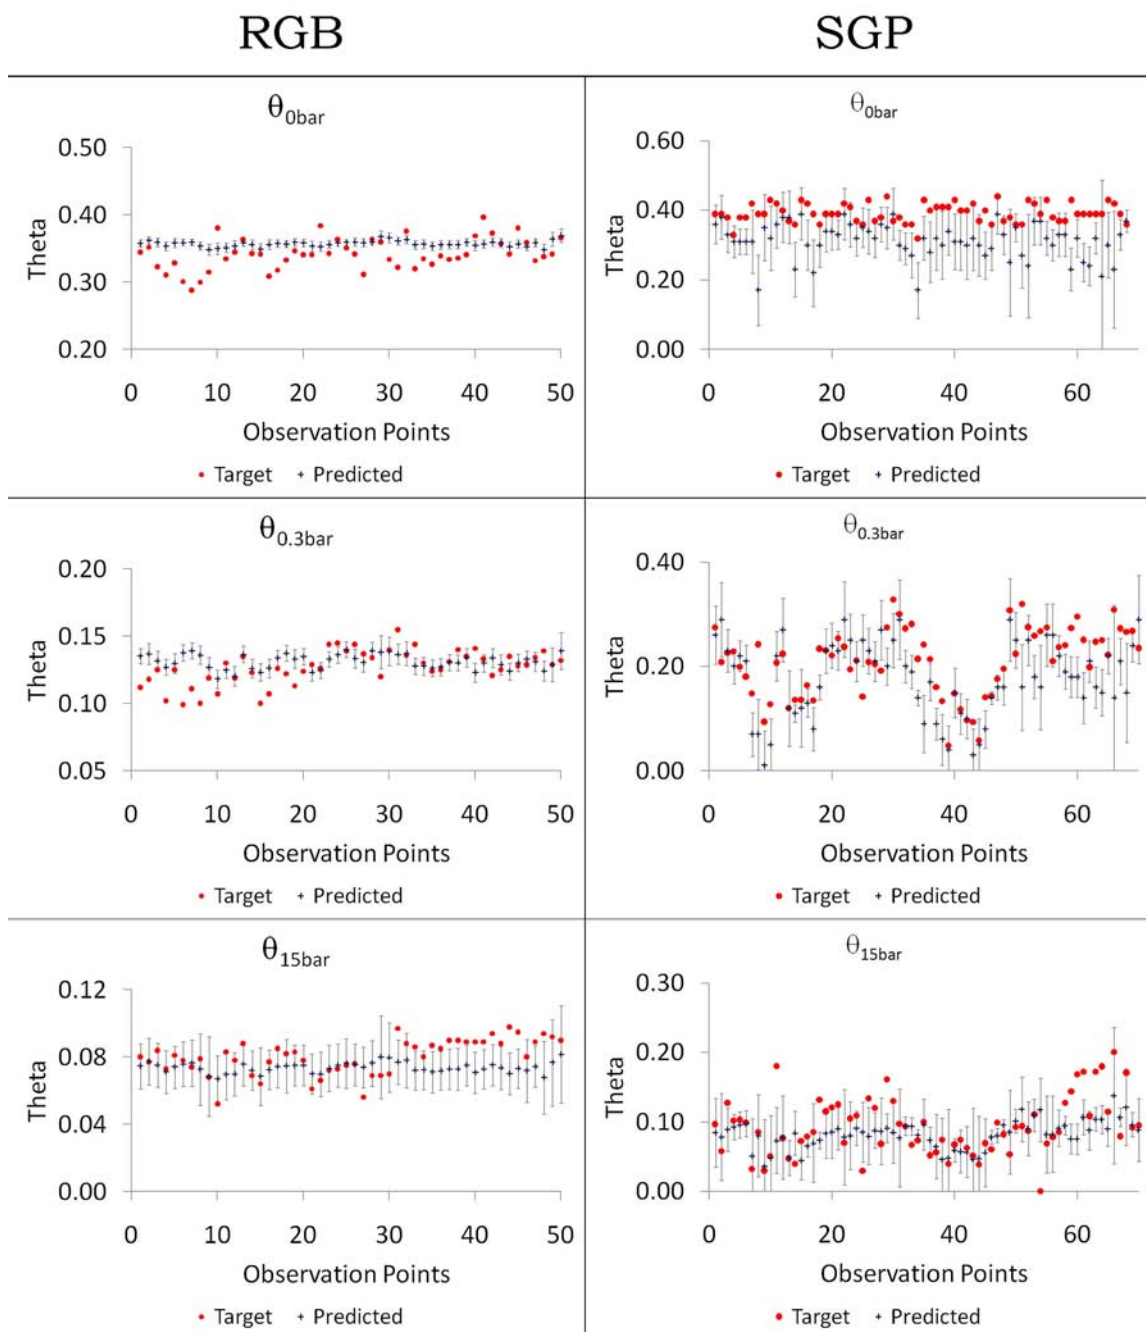 RGB
SGP
θ0bar
0.50
0.40
0.30
0.20
Theta
0 10 20 30 40 50
Observation Points
Target Predicted
θ0bar
0.60
0.40
0.20
0.00
Theta
0 20 40 60
Observation Points
Target Predicted
θ0.3bar
0.20
0.15
0.10
0.05
Theta
0 10 20 30 40 50
Observation Points
Target Predicted
θ0.3bar
0.40
0.20
0.00
Theta
0 20 40 60
Observation Points
Target Predicted
θ15bar
0.12
0.08
0.04
0.00
Theta
0 10 20 30 40 50
Observation Points
Target Predicted
θ15bar
0.30
0.20
0.10
0.00
Theta
0 20 40 60
Observation Points
Target Predicted